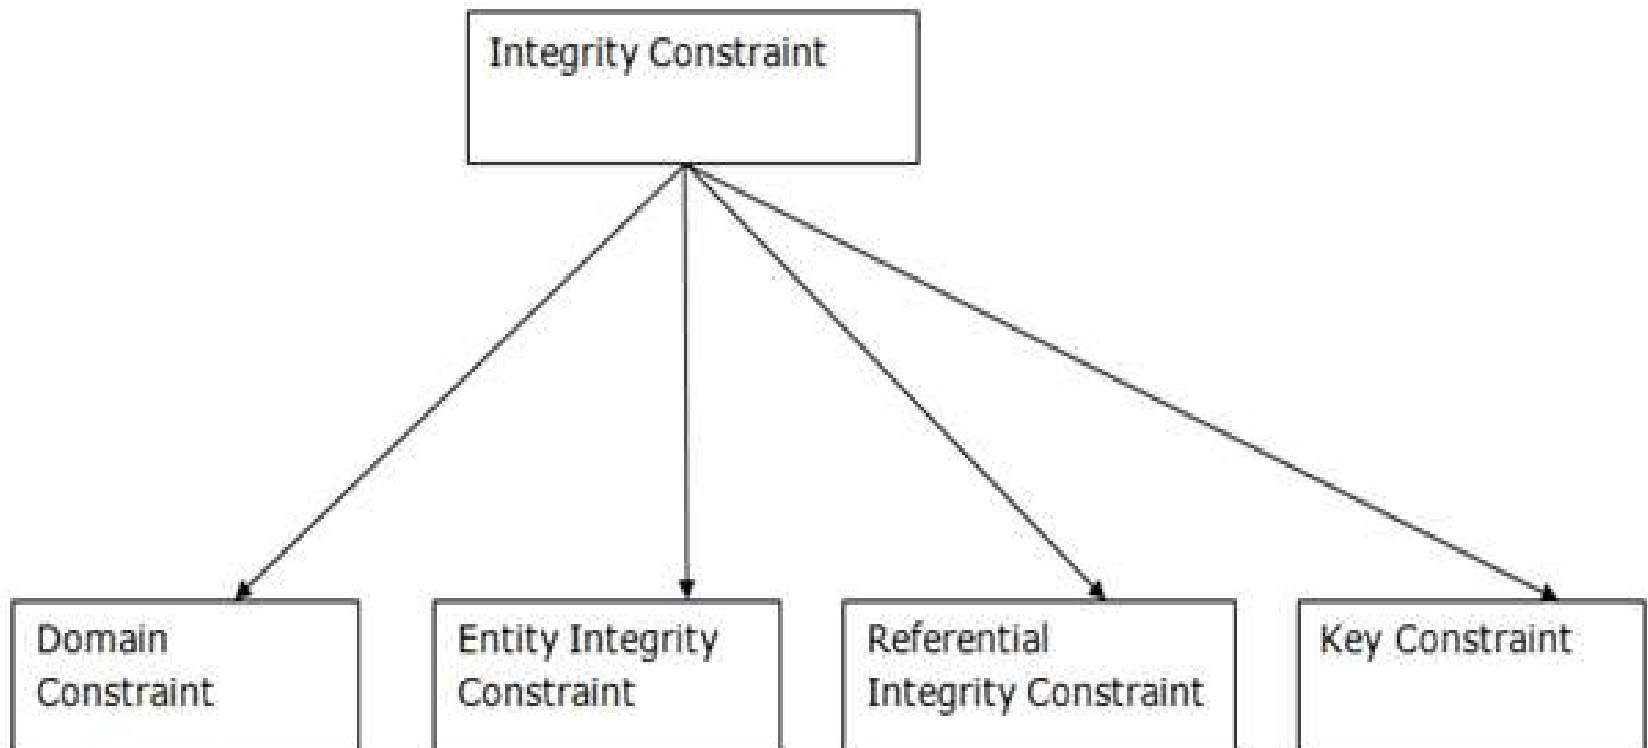 Integrity Constraint
Domain
Constraint
Entity Integrity
Constraint
Referential
Integrity Constraint
Key Constraint